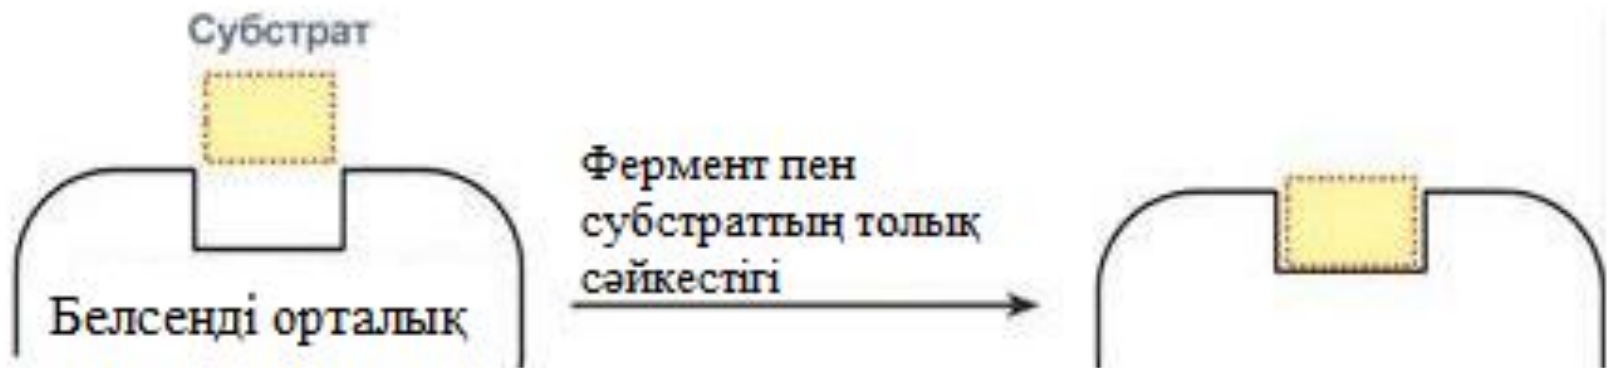 Субстрат
Фермент пен
субстраттың толық
сәйкестігі
Белсенді орталық